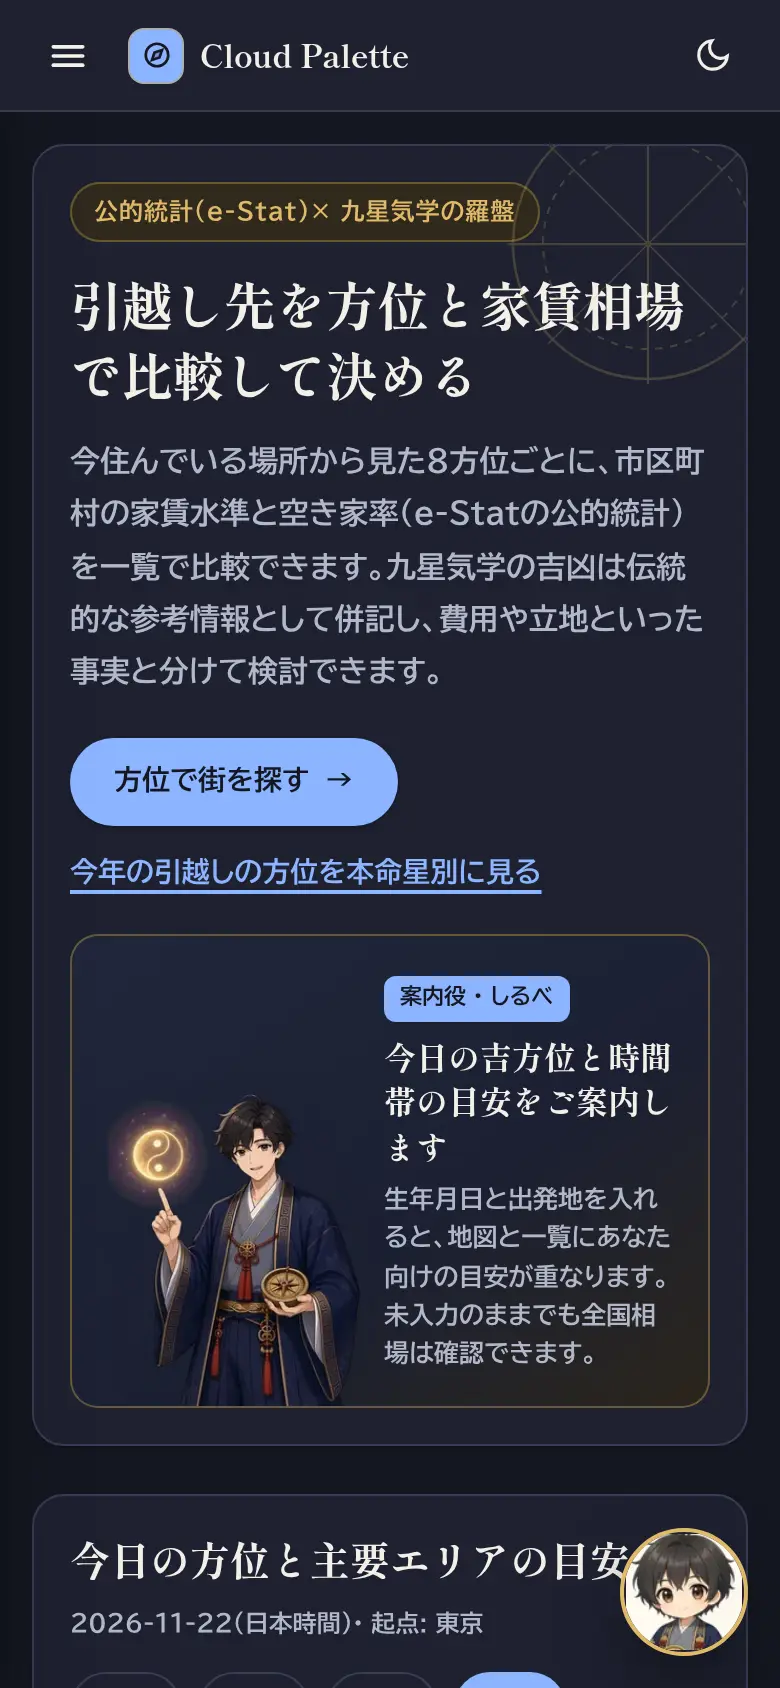 Cloud Palette
公的統計(e-Stat)× 九星気学の羅盤
引越し先を方位と家賃相場
で比較して決める
今住んでいる場所から見た8方位ごとに、市区町
村の家賃水準と空き家率(e-Statの公的統計)
を一覧で比較できます。九星気学の吉凶は伝統
的な参考情報として併記し、費用や立地といった
事実と分けて検討できます。
方位で街を探す →
今年の引越しの方位を本命星別に見る
案内役・しるべ
今日の吉方位と時間
帯の目安をご案内し
ます
生年月日と出発地を入れ
ると、地図と一覧にあなた
向けの目安が重なります。
未入力のままでも全国相
場は確認できます。
今日の方位と主要エリアの目安
2026-11-22(日本時間)・起点: 東京